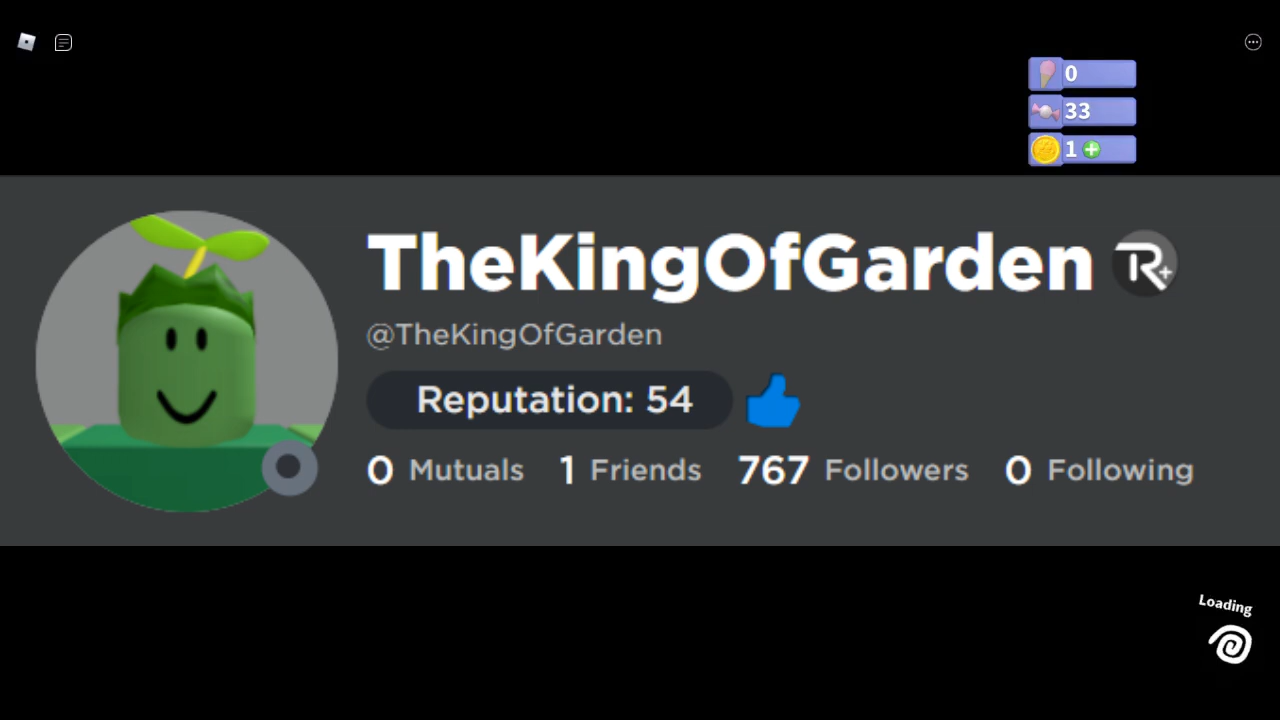 0
33
1
TheKingOfGarden R+
@TheKingOfGarden
Reputation: 54
0 Mutuals 1 Friends 767 Followers 0 Following
Loading